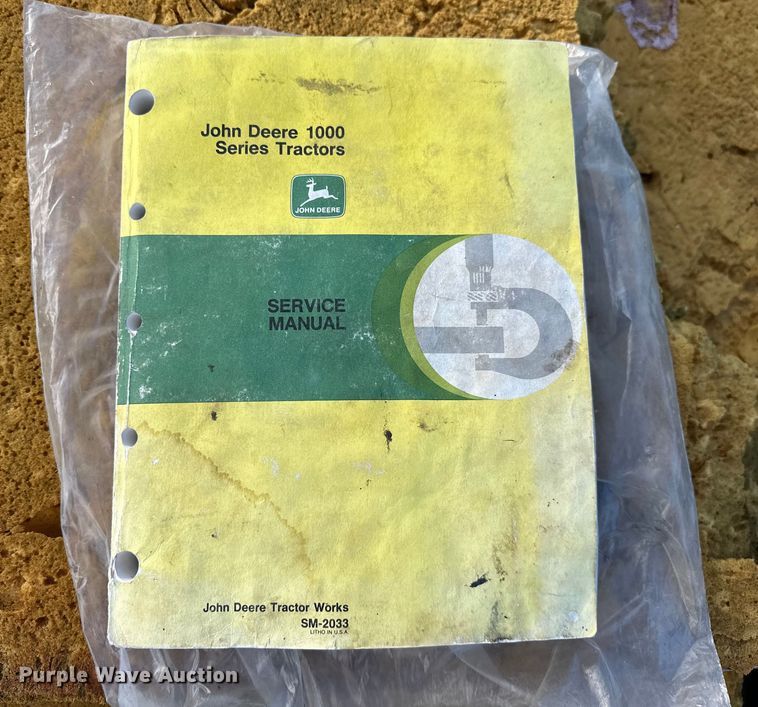 John Deere 1000
Series Tractors
JOHN DEERE
SERVICE
MANUAL
John Deere Tractor Works
SM-2033
LITHO IN U.S.A.
Purple Wave Auction